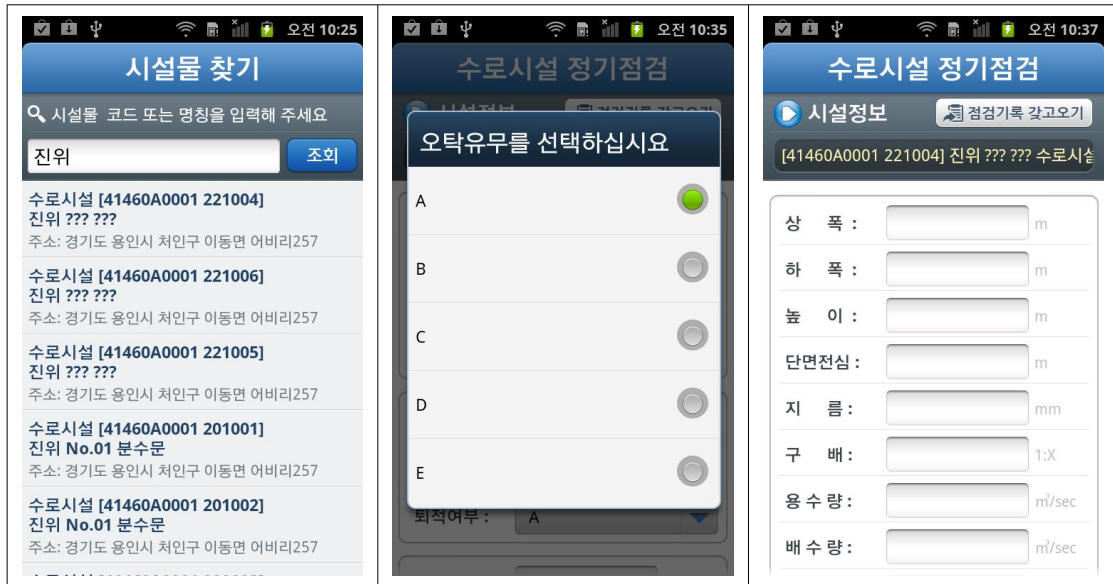 오전 10:25
시설물 찾기
시설물 코드 또는 명칭을 입력해 주세요
진위
조회
수로시설 [41460A0001 221004]
진위 ??? ???
주소: 경기도 용인시 처인구 이동면 어비리257
수로시설 [41460A0001 221006]
진위 ??? ???
주소: 경기도 용인시 처인구 이동면 어비리257
수로시설 [41460A0001 221005]
진위 ??? ???
주소: 경기도 용인시 처인구 이동면 어비리257
수로시설 [41460A0001 201001]
진위 No.01 분수문
주소: 경기도 용인시 처인구 이동면 어비리257
수로시설 [41460A0001 201002]
진위 No.01 분수문
주소: 경기도 용인시 처인구 이동면 어비리257
오전 10:35
수로시설 정기점검
오탁유무를 선택하십시요
A
B
C
D
E
퇴적여부 : A
오전 10:37
수로시설 정기점검
시설정보 점검기록 갖고오기
[41460A0001 221004] 진위 ??? ??? 수로시설
상 폭 : m
하 폭 : m
높 이 : m
단면전심 : m
지 름 : mm
구 배 : 1:X
용 수 량 : ㎥/sec
배 수 량 : ㎥/sec